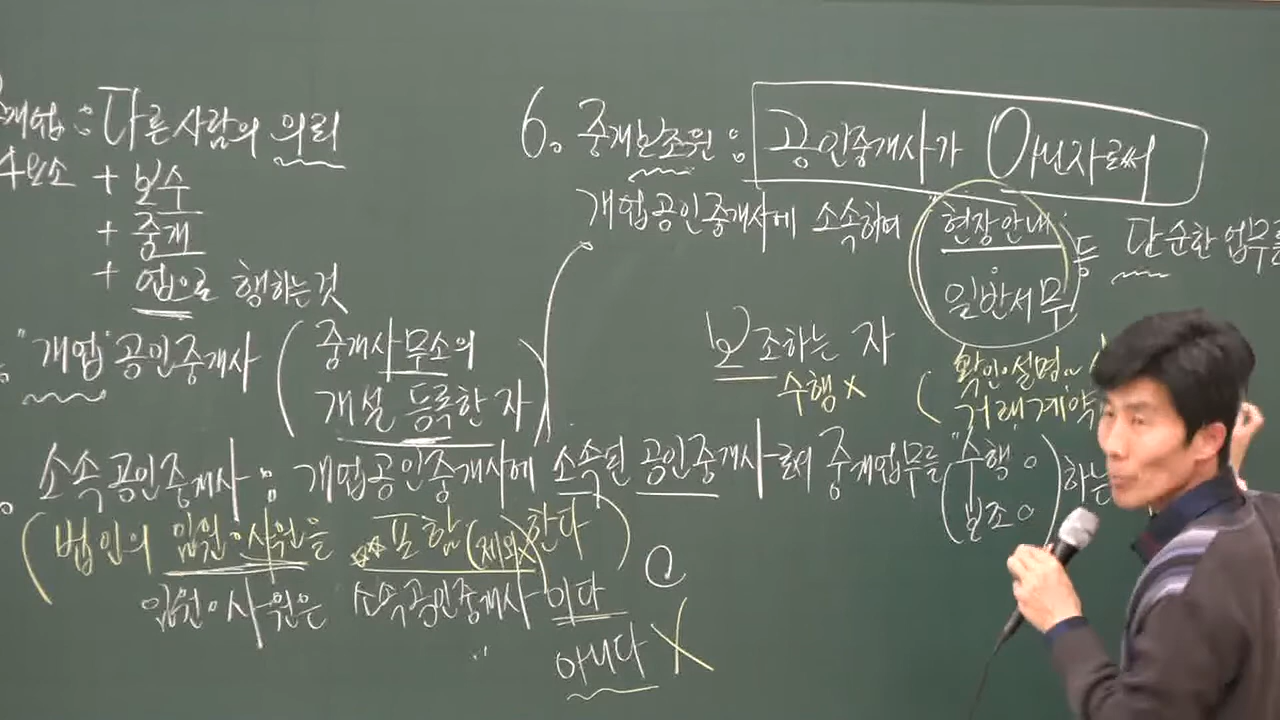 중개업 : 다른 사람의 의뢰
4요소 + 보수
+ 중개
+ 업으로 행하는 것
"개업"공인중개사 (중개사무소의
개설 등록한 자)
소속공인중개사 : 개업공인중개사에 소속된 공인중개사로서 중개업무를 (수행 ○ 보조 ○) 하는
(법인의 임원·사원을 포함(제외X)한다)
임원·사원은 소속공인중개사 이다 O
아니다 X
6. 중개보조원 : 공인중개사가 아닌자로써
개업공인중개사에 소속하여 현장안내
일반서무 등 단순한 업무를
보조하는 자
수행 X
(확인·설명
거래계약